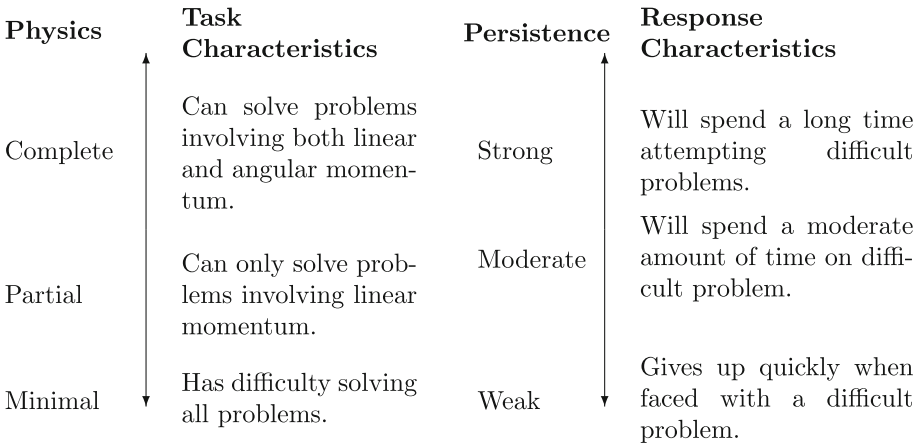 Physics
Task
Characteristics
Complete
Can solve problems
involving both linear
and angular momen-
tum.
Partial
Can only solve prob-
lems involving linear
momentum.
Minimal
Has difficulty solving
all problems.
Persistence
Response
Characteristics
Strong
Will spend a long time
attempting difficult
problems.
Moderate
Will spend a moderate
amount of time on diffi-
cult problem.
Weak
Gives up quickly when
faced with a difficult
problem.